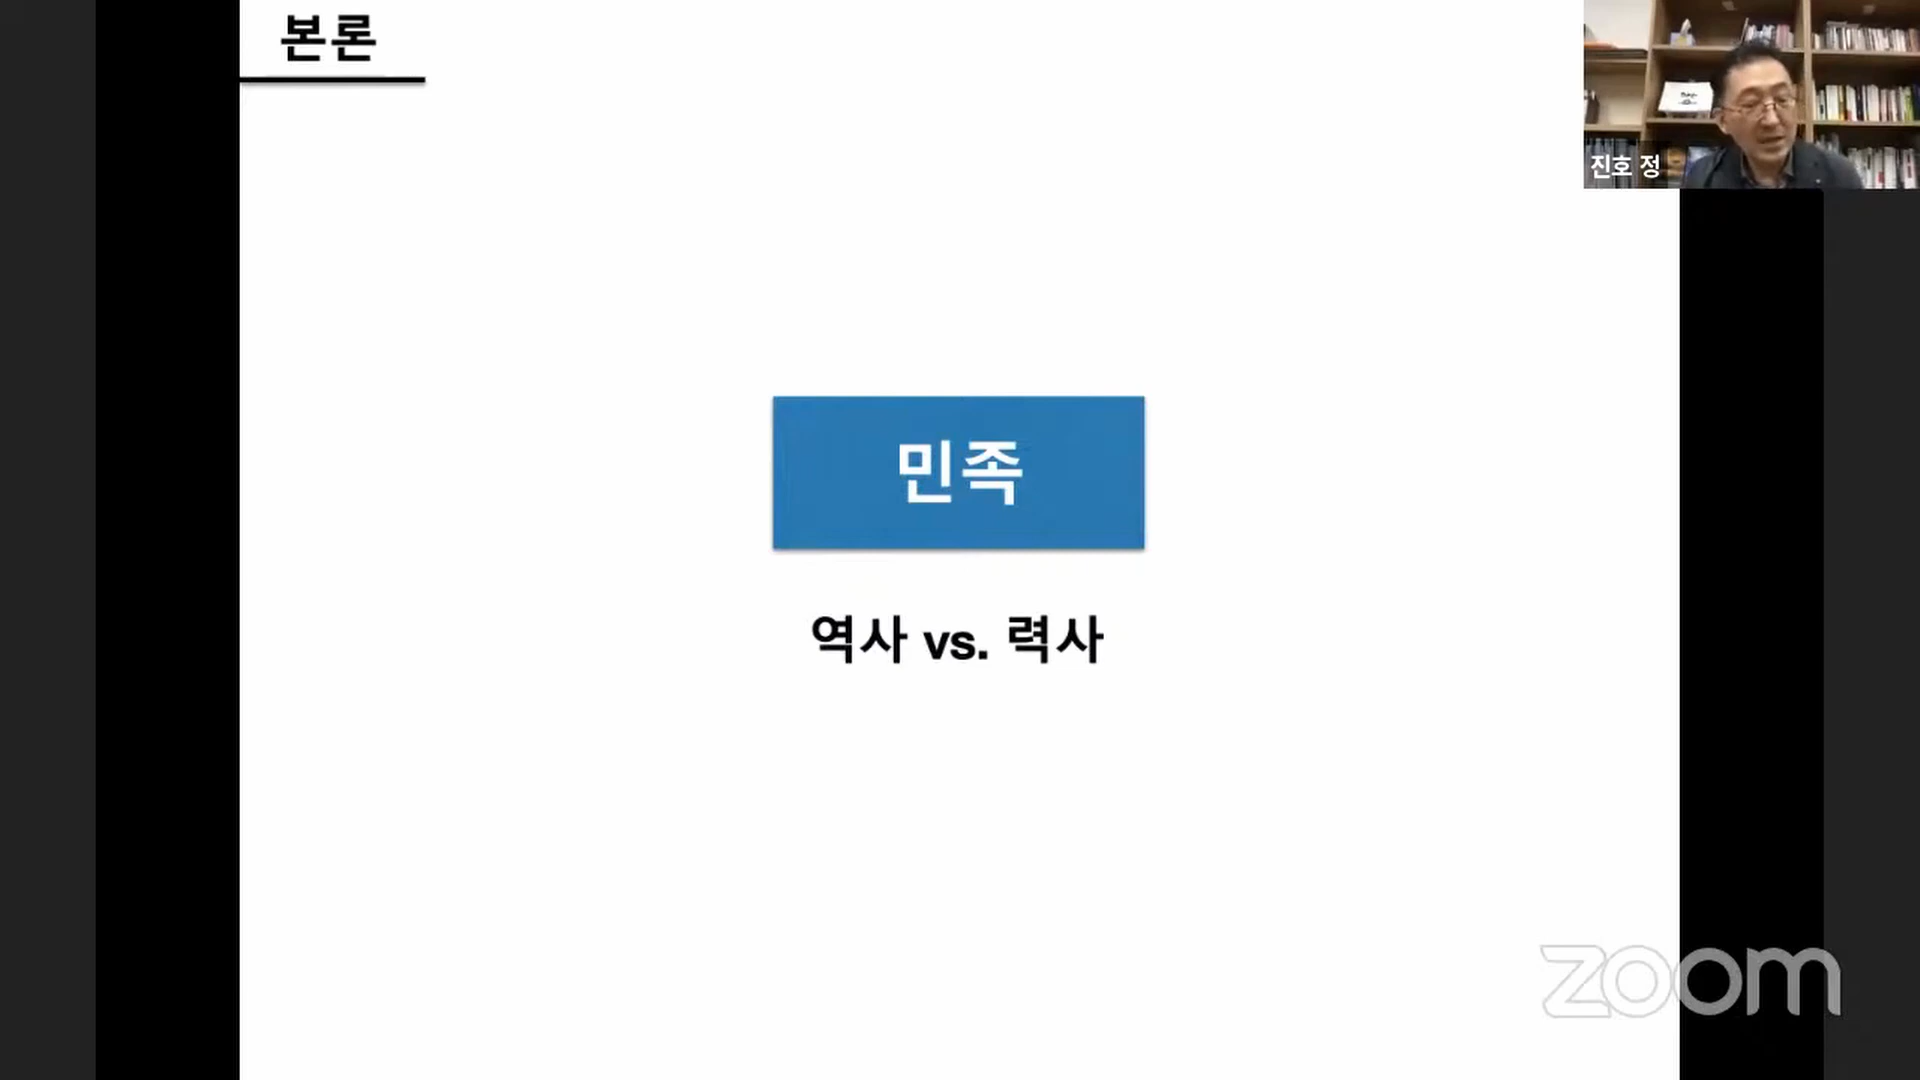 본론
진호 정
민족
역사 vs. 력사
zoom